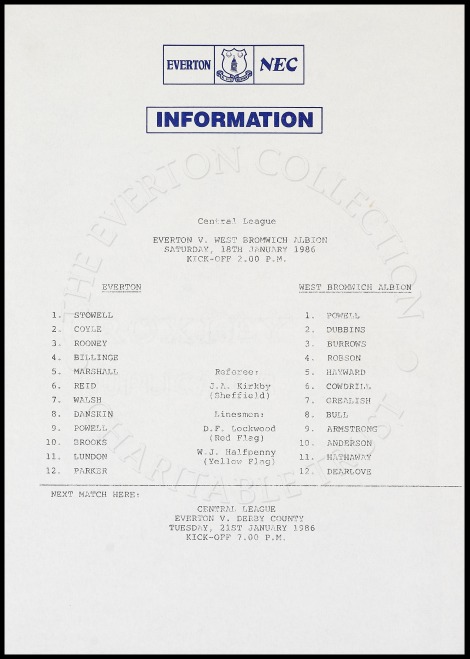 EVERTON NEC
INFORMATION
THE EVERTON COLLECTION CHARITABLE TRUST
Central League
EVERTON V. WEST BROMWICH ALBION
SATURDAY, 18TH JANUARY 1986
KICK-OFF 2.00 P.M.
EVERTON
1. STOWELL
2. COYLE
3. ROONEY
4. BILLINGE
5. MARSHALL
6. REID
7. WALSH
8. DANSKIN
9. POWELL
10. BROOKS
11. LUNDON
12. PARKER
Referee:
J.A. Kirkby
(Sheffield)
Linesmen:
D.F. Lockwood
(Red Flag)
W.J. Halfpenny
(Yellow Flag)
WEST BROMWICH ALBION
1. POWELL
2. DUBBINS
3. BURROWS
4. ROBSON
5. HAYWARD
6. COWDRILL
7. GREALISH
8. BULL
9. ARMSTRONG
10. ANDERSON
11. HATHAWAY
12. DEARLOVE
NEXT MATCH HERE:
CENTRAL LEAGUE
EVERTON V. DERBY COUNTY
TUESDAY, 21ST JANUARY 1986
KICK-OFF 7.00 P.M.